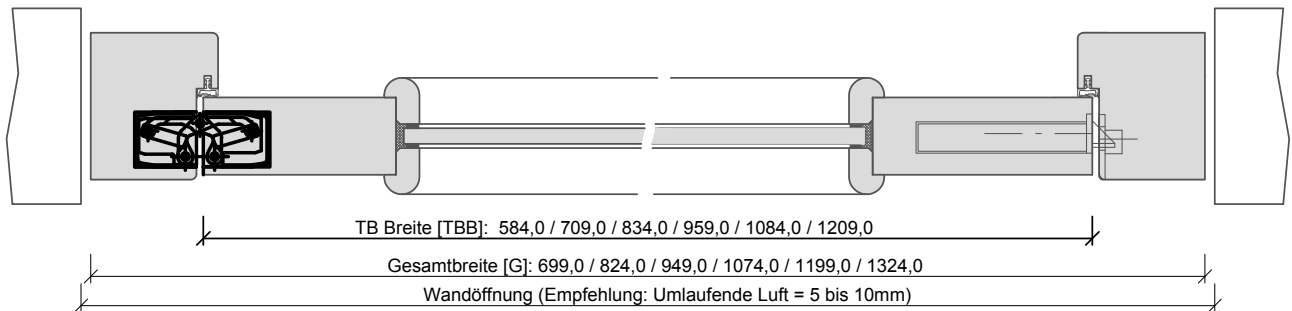 TB Breite [TBB]: 584,0 / 709,0 / 834,0 / 959,0 / 1084,0 / 1209,0
Gesamtbreite [G]: 699,0 / 824,0 / 949,0 / 1074,0 / 1199,0 / 1324,0
Wandöffnung (Empfehlung: Umlaufende Luft = 5 bis 10mm)